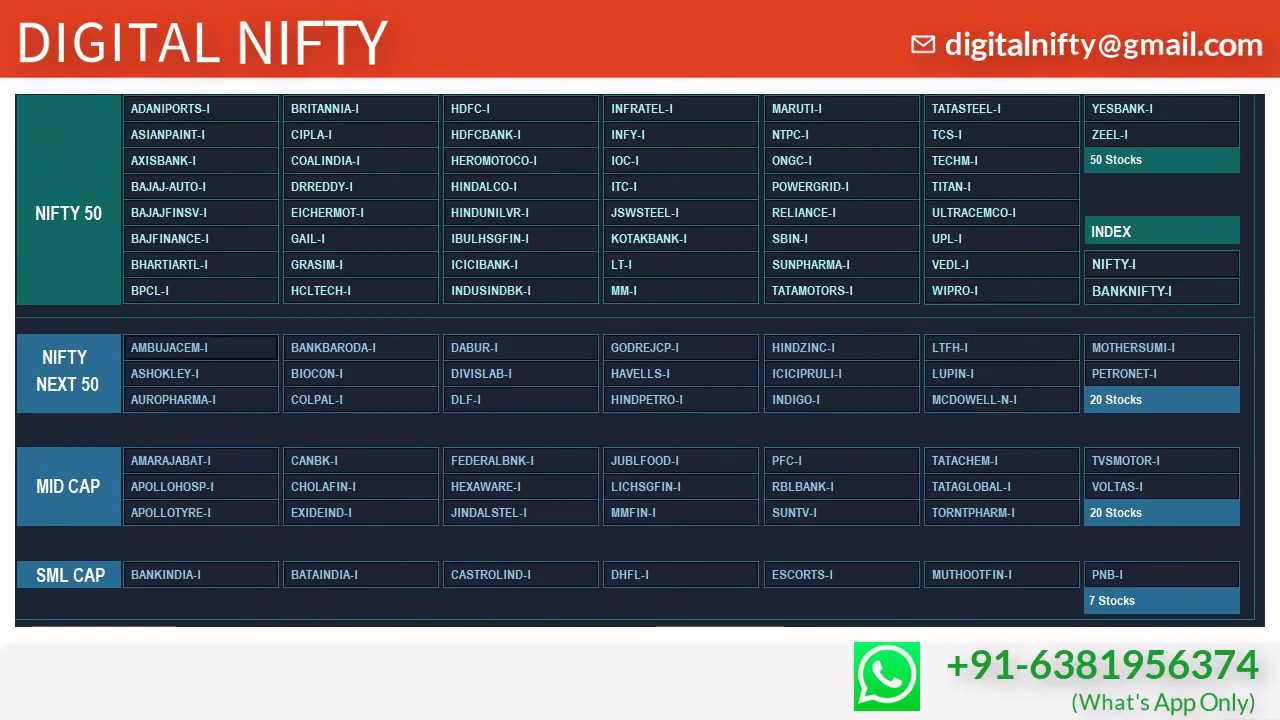 DIGITAL NIFTY
digitalnifty@gmail.com
NIFTY 50
ADANIPORTS-I BRITANNIA-I HDFC-I INFRATEL-I MARUTI-I TATASTEEL-I YESBANK-I
ASIANPAINT-I CIPLA-I HDFCBANK-I INFY-I NTPC-I TCS-I ZEEL-I
AXISBANK-I COALINDIA-I HEROMOTOCO-I IOC-I ONGC-I TECHM-I 50 Stocks
BAJAJ-AUTO-I DRREDDY-I HINDALCO-I ITC-I POWERGRID-I TITAN-I
BAJAJFINSV-I EICHERMOT-I HINDUNILVR-I JSWSTEEL-I RELIANCE-I ULTRACEMCO-I
BAJFINANCE-I GAIL-I IBULHSGFIN-I KOTAKBANK-I SBIN-I UPL-I INDEX
BHARTIARTL-I GRASIM-I ICICIBANK-I LT-I SUNPHARMA-I VEDL-I NIFTY-I
BPCL-I HCLTECH-I INDUSINDBK-I MM-I TATAMOTORS-I WIPRO-I BANKNIFTY-I
NIFTY
NEXT 50
AMBUJACEM-I BANKBARODA-I DABUR-I GODREJCP-I HINDZINC-I LTFH-I MOTHERSUMI-I
ASHOKLEY-I BIOCON-I DIVISLAB-I HAVELLS-I ICICIPRULI-I LUPIN-I PETRONET-I
AUROPHARMA-I COLPAL-I DLF-I HINDPETRO-I INDIGO-I MCDOWELL-N-I 20 Stocks
MID CAP
AMARAJABAT-I CANBK-I FEDERALBNK-I JUBLFOOD-I PFC-I TATACHEM-I TVSMOTOR-I
APOLLOHOSP-I CHOLAFIN-I HEXAWARE-I LICHSGFIN-I RBLBANK-I TATAGLOBAL-I VOLTAS-I
APOLLOTYRE-I EXIDEIND-I JINDALSTEL-I MMFIN-I SUNTV-I TORNTPHARM-I 20 Stocks
SML CAP
BANKINDIA-I BATAINDIA-I CASTROLIND-I DHFL-I ESCORTS-I MUTHOOTFIN-I PNB-I
7 Stocks
+91-6381956374
(What's App Only)